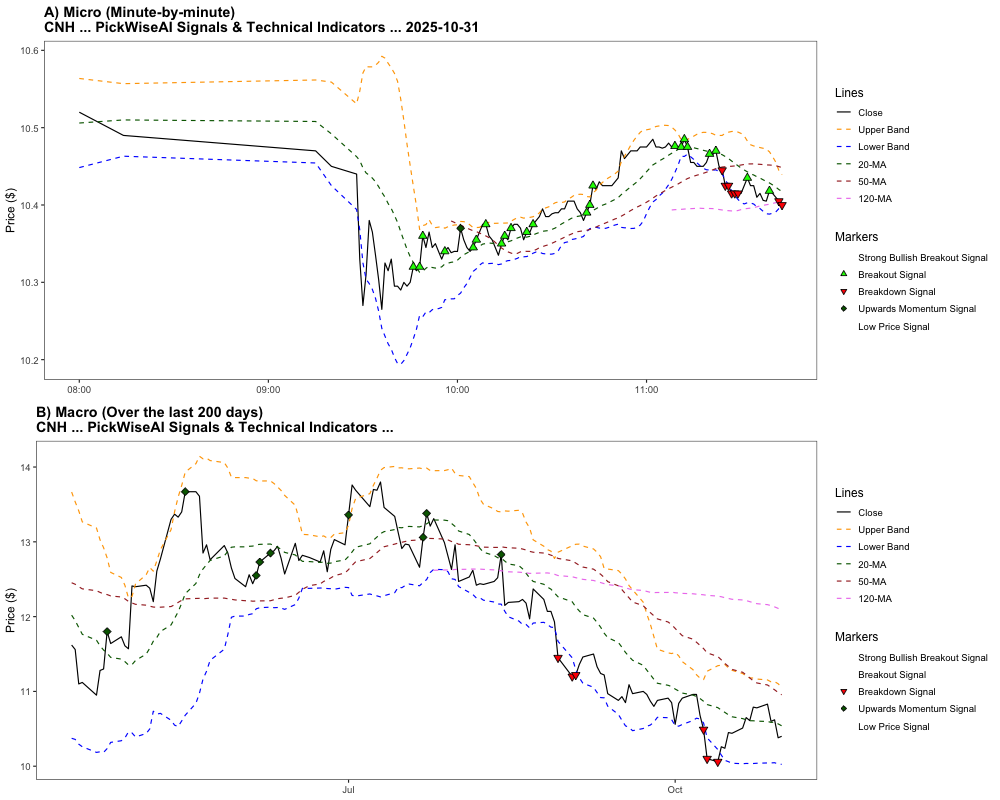 A) Micro (Minute-by-minute)
CNH ... PickWiseAI Signals & Technical Indicators ... 2025-10-31
Price ($)
10.6
10.5
10.4
10.3
10.2
08:00
09:00
10:00
11:00
Lines
Close
Upper Band
Lower Band
20-MA
50-MA
120-MA
Markers
Strong Bullish Breakout Signal
Breakout Signal
Breakdown Signal
Upwards Momentum Signal
Low Price Signal
B) Macro (Over the last 200 days)
CNH ... PickWiseAI Signals & Technical Indicators ...
Price ($)
14
13
12
11
10
Jul
Oct
Lines
Close
Upper Band
Lower Band
20-MA
50-MA
120-MA
Markers
Strong Bullish Breakout Signal
Breakout Signal
Breakdown Signal
Upwards Momentum Signal
Low Price Signal